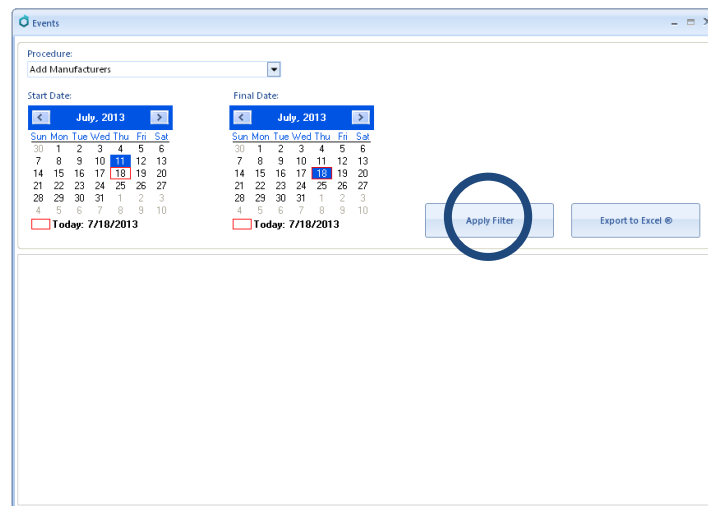 Events
Procedure:
Add Manufacturers
Start Date:
July, 2013
Sun Mon Tue Wed Thu Fri Sat
30 1 2 3 4 5 6
7 8 9 10 11 12 13
14 15 16 17 18 19 20
21 22 23 24 25 26 27
28 29 30 31 1 2 3
4 5 6 7 8 9 10
Today: 7/18/2013
Final Date:
July, 2013
Sun Mon Tue Wed Thu Fri Sat
30 1 2 3 4 5 6
7 8 9 10 11 12 13
14 15 16 17 18 19 20
21 22 23 24 25 26 27
28 29 30 31 1 2 3
4 5 6 7 8 9 10
Today: 7/18/2013
Apply Filter
Export to Excel ®